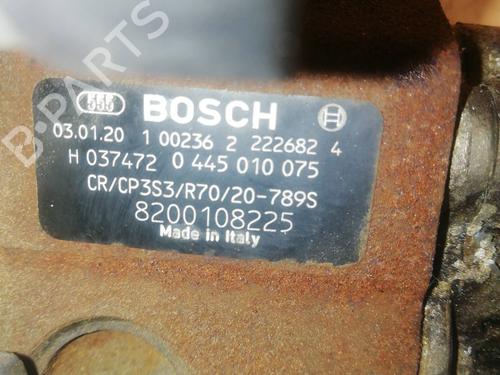 B-PARTS
555 BOSCH
03.01.20 1 00236 2 222682 4
H 037472 0 445 010 075
CR/CP3S3/R70/20-789S
8200108225
Made in Italy